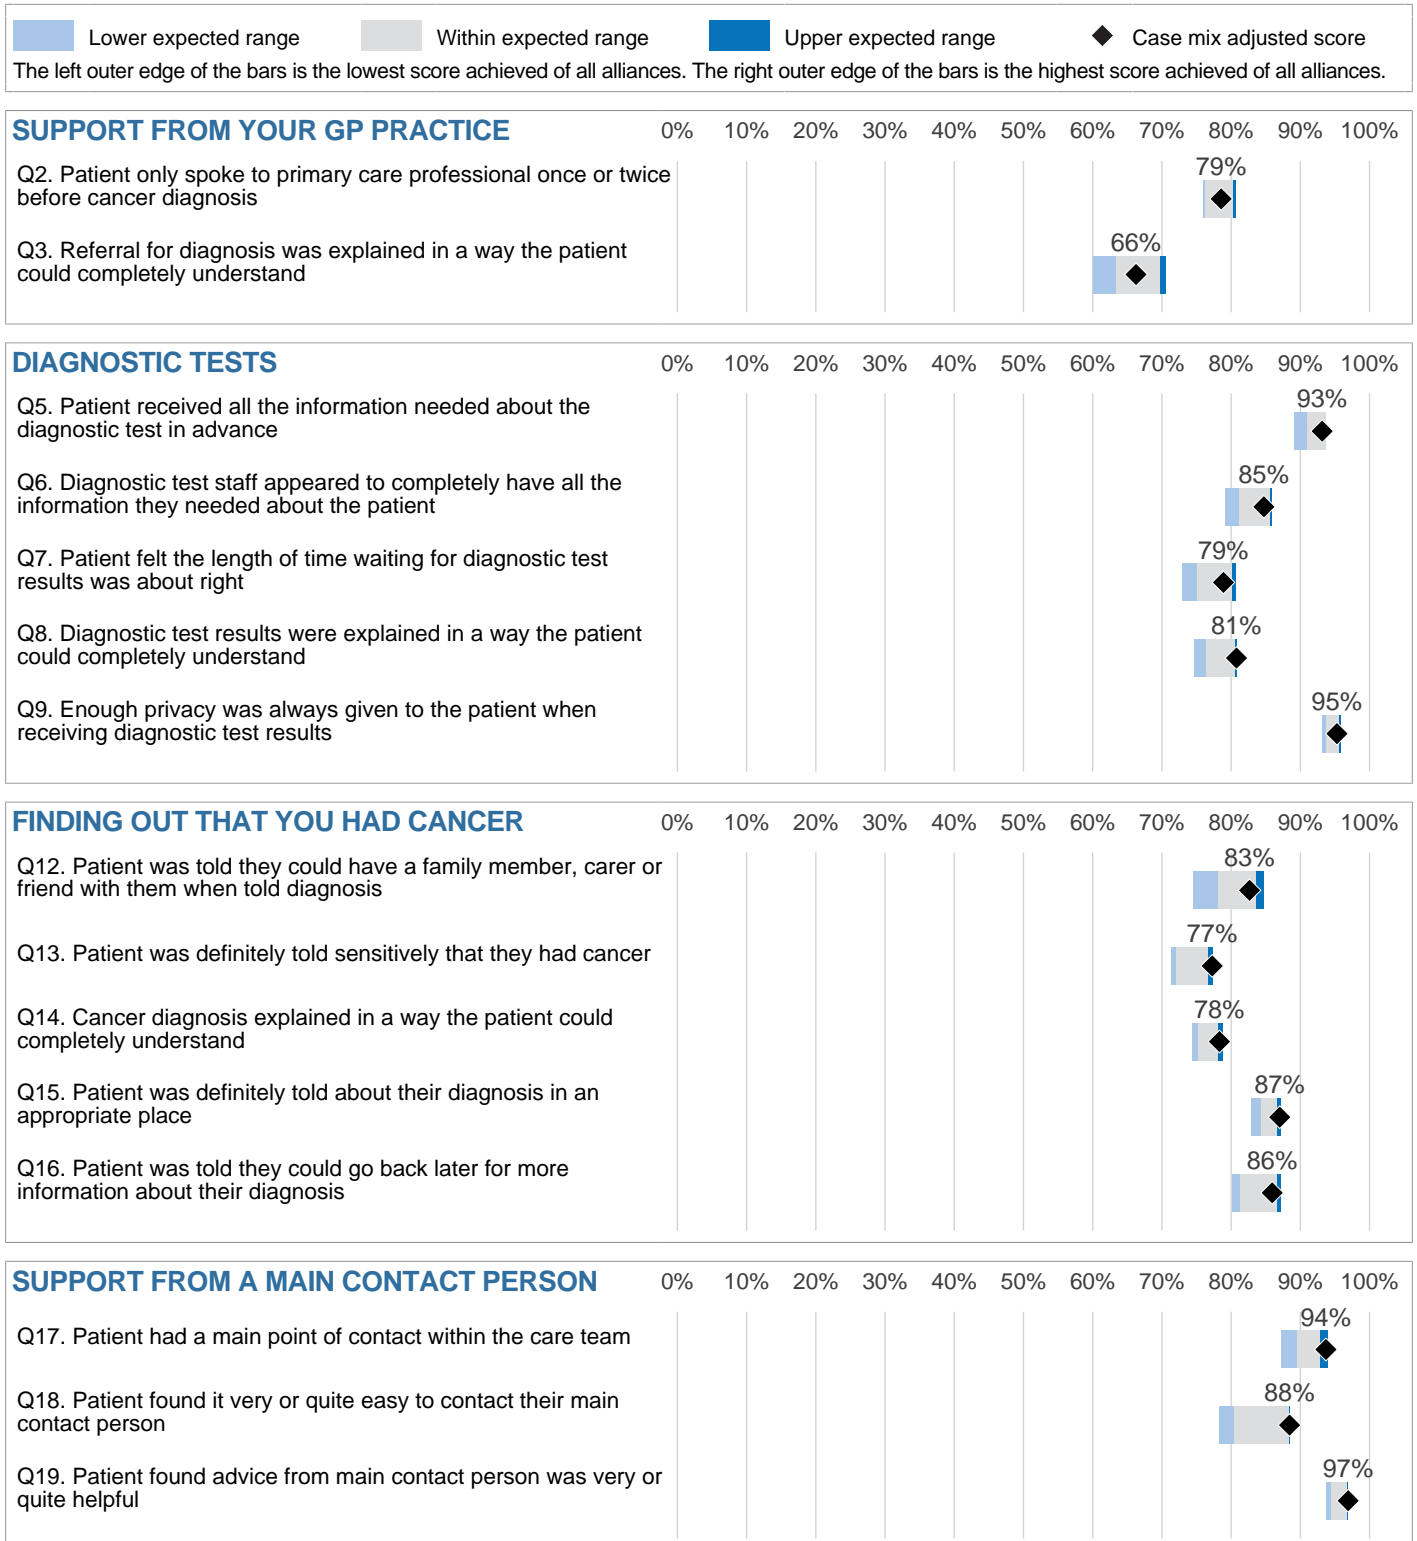 Lower expected range Within expected range Upper expected range Case mix adjusted score
The left outer edge of the bars is the lowest score achieved of all alliances. The right outer edge of the bars is the highest score achieved of all alliances.
SUPPORT FROM YOUR GP PRACTICE 0% 10% 20% 30% 40% 50% 60% 70% 80% 90% 100%
79%
Q2. Patient only spoke to primary care professional once or twice
before cancer diagnosis
66%
Q3. Referral for diagnosis was explained in a way the patient
could completely understand
DIAGNOSTIC TESTS 0% 10% 20% 30% 40% 50% 60% 70% 80% 90% 100%
93%
Q5. Patient received all the information needed about the
diagnostic test in advance
85%
Q6. Diagnostic test staff appeared to completely have all the
information they needed about the patient
79%
Q7. Patient felt the length of time waiting for diagnostic test
results was about right
81%
Q8. Diagnostic test results were explained in a way the patient
could completely understand
95%
Q9. Enough privacy was always given to the patient when
receiving diagnostic test results
FINDING OUT THAT YOU HAD CANCER 0% 10% 20% 30% 40% 50% 60% 70% 80% 90% 100%
83%
Q12. Patient was told they could have a family member, carer or
friend with them when told diagnosis
77%
Q13. Patient was definitely told sensitively that they had cancer
78%
Q14. Cancer diagnosis explained in a way the patient could
completely understand
87%
Q15. Patient was definitely told about their diagnosis in an
appropriate place
86%
Q16. Patient was told they could go back later for more
information about their diagnosis
SUPPORT FROM A MAIN CONTACT PERSON 0% 10% 20% 30% 40% 50% 60% 70% 80% 90% 100%
94%
Q17. Patient had a main point of contact within the care team
88%
Q18. Patient found it very or quite easy to contact their main
contact person
97%
Q19. Patient found advice from main contact person was very or
quite helpful